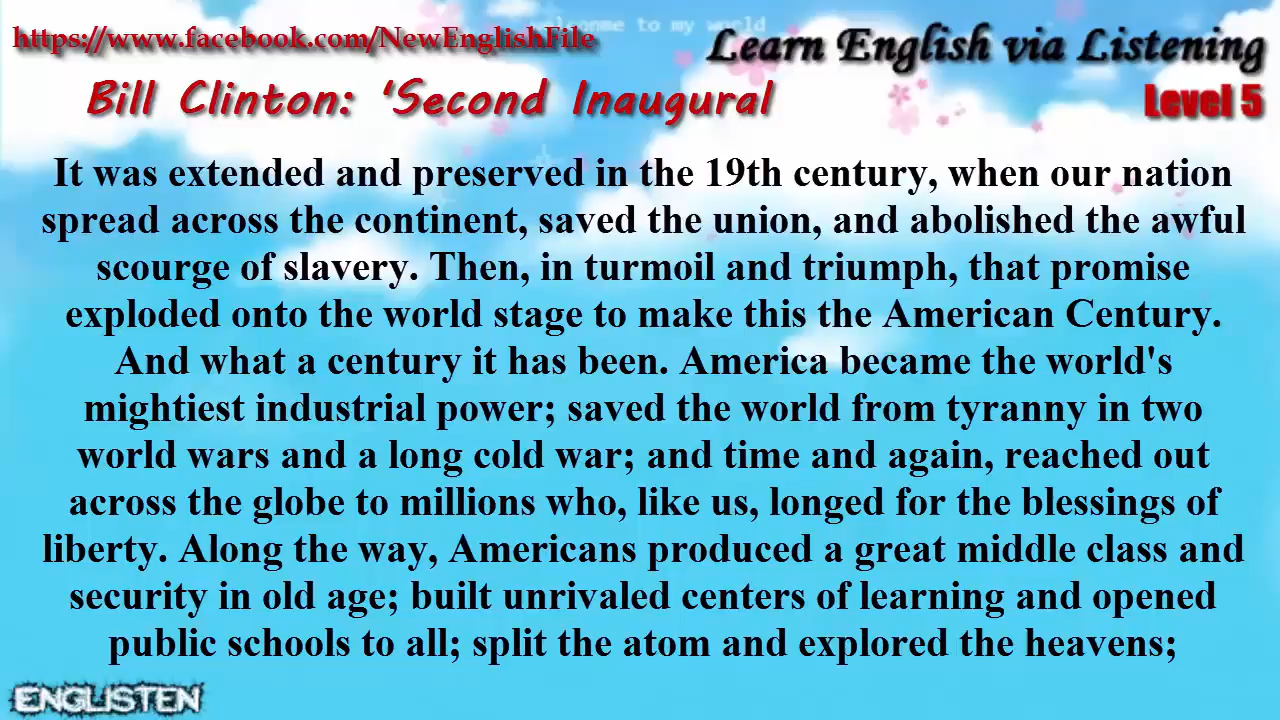 welconme to my world
https://www.facebook.com/NewEnglishFile
Learn English via Listening
Bill Clinton: 'Second Inaugural
Level 5
It was extended and preserved in the 19th century, when our nation
spread across the continent, saved the union, and abolished the awful
scourge of slavery. Then, in turmoil and triumph, that promise
exploded onto the world stage to make this the American Century.
And what a century it has been. America became the world's
mightiest industrial power; saved the world from tyranny in two
world wars and a long cold war; and time and again, reached out
across the globe to millions who, like us, longed for the blessings of
liberty. Along the way, Americans produced a great middle class and
security in old age; built unrivaled centers of learning and opened
public schools to all; split the atom and explored the heavens;
ENGLISTEN